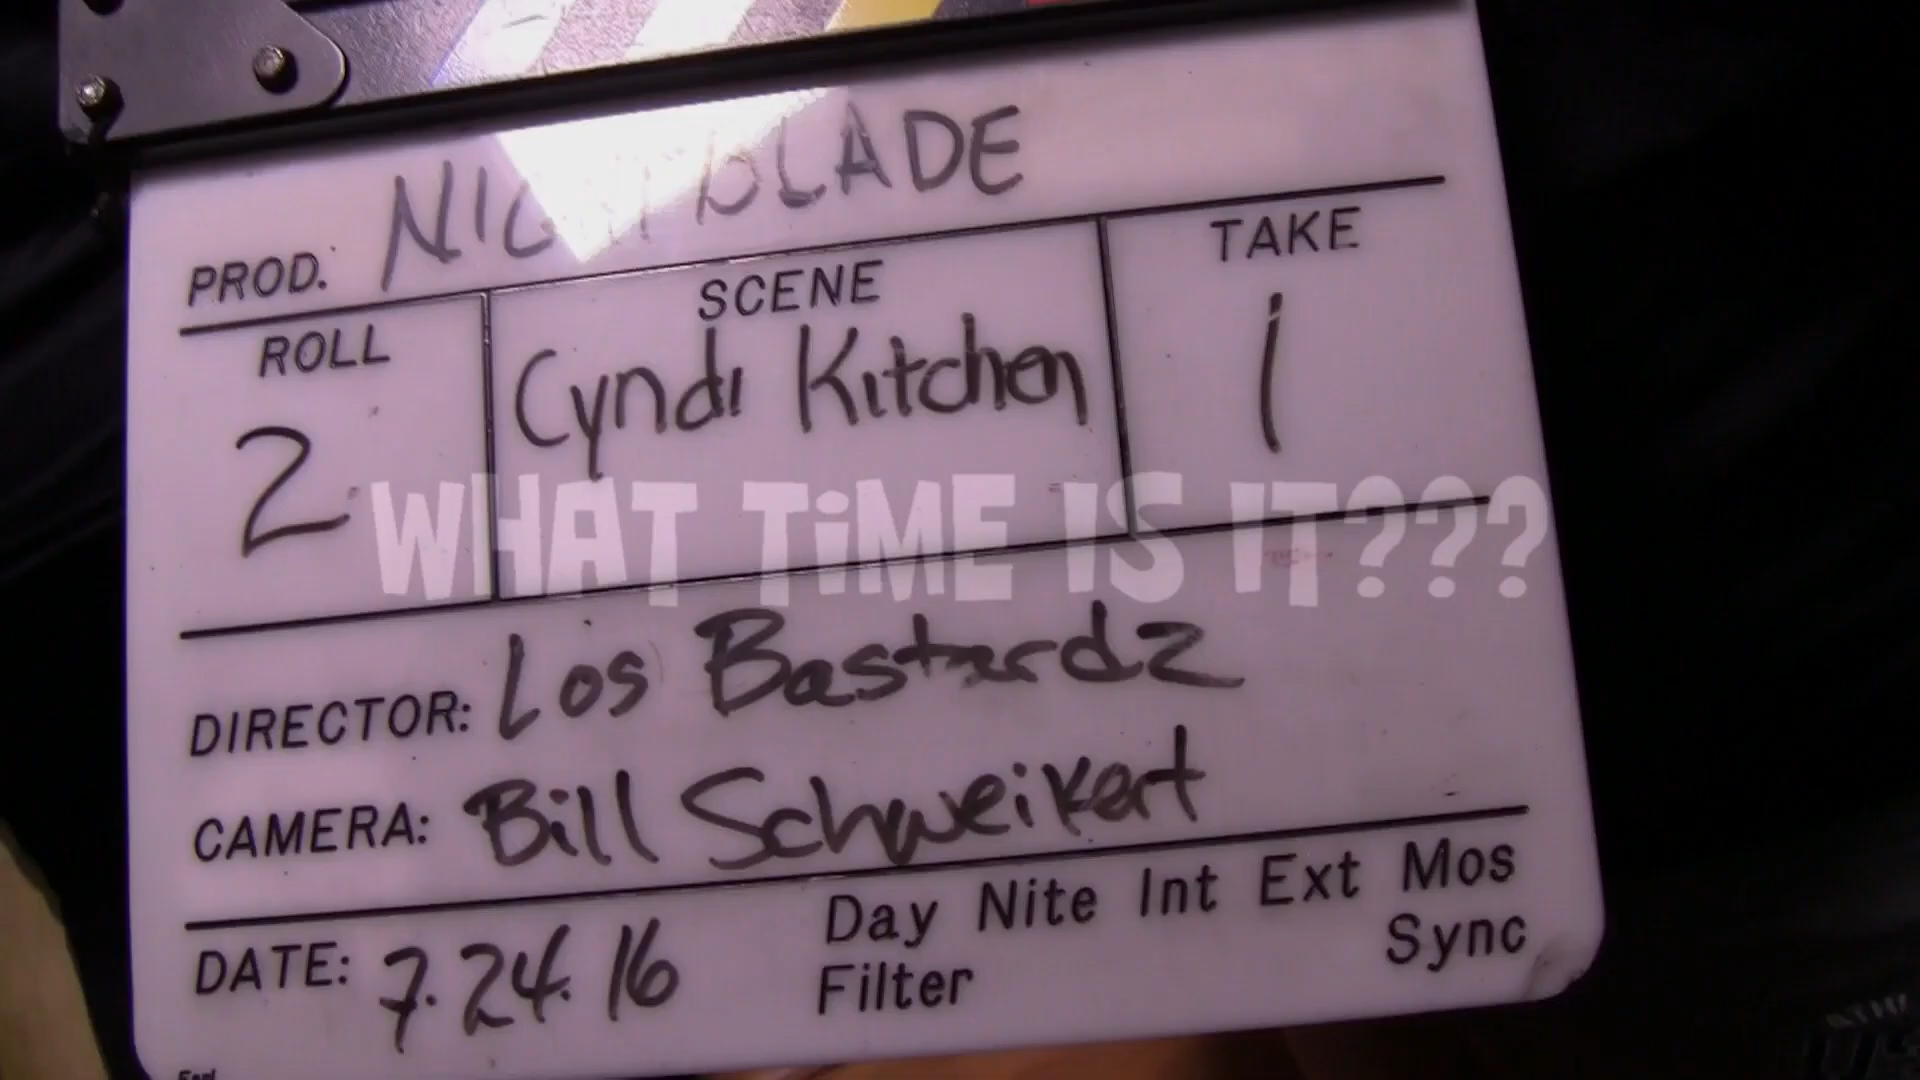 PROD. NIGHTBLADE
ROLL SCENE TAKE
2 Cyndi Kitchen 1
WHAT TIME IS IT???
DIRECTOR: Los Bastardz
CAMERA: Bill Schweikert
DATE: 7.24.16 Day Nite Int Ext Mos
Filter Sync